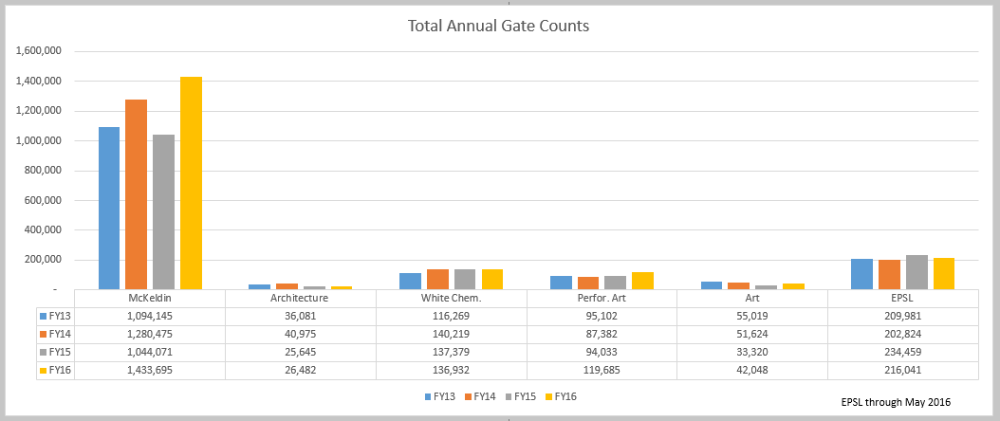 Total Annual Gate Counts
1,600,000
1,400,000
1,200,000
1,000,000
800,000
600,000
400,000
200,000
-
McKeldin Architecture White Chem. Perfor. Art Art EPSL
FY13 1,094,145 36,081 116,269 95,102 55,019 209,981
FY14 1,280,475 40,975 140,219 87,382 51,624 202,824
FY15 1,044,071 25,645 137,379 94,033 33,320 234,459
FY16 1,433,695 26,482 136,932 119,685 42,048 216,041
FY13 FY14 FY15 FY16
EPSL through May 2016